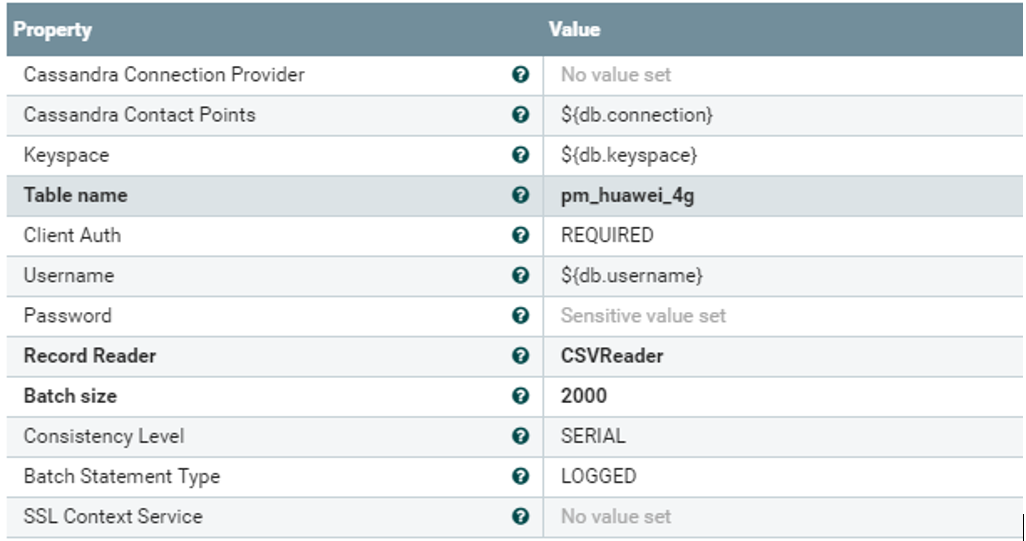 Property Value
Cassandra Connection Provider ? No value set
Cassandra Contact Points ? ${db.connection}
Keyspace ? ${db.keyspace}
Table name ? pm_huawei_4g
Client Auth ? REQUIRED
Username ? ${db.username}
Password ? Sensitive value set
Record Reader ? CSVReader
Batch size ? 2000
Consistency Level ? SERIAL
Batch Statement Type ? LOGGED
SSL Context Service ? No value set